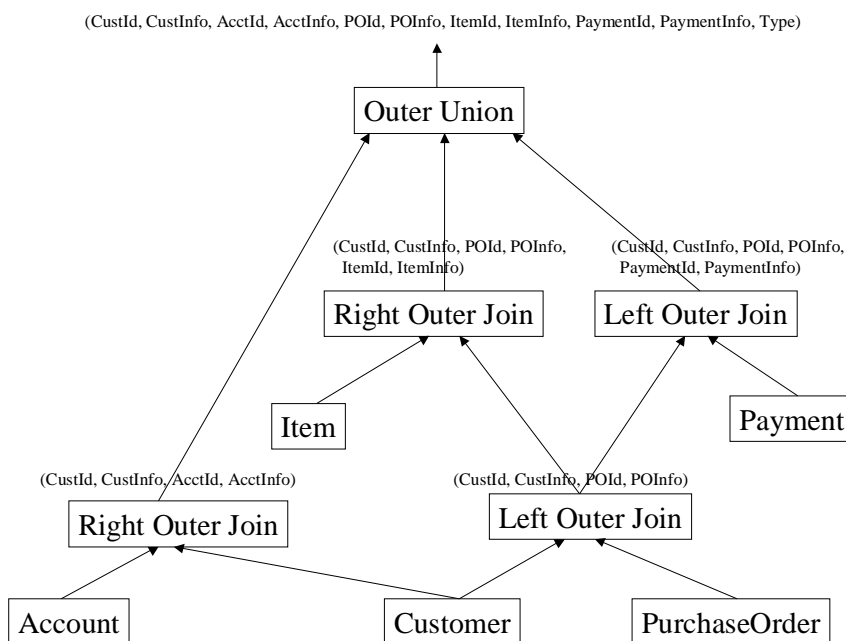 (CustId, CustInfo, AcctId, AcctInfo, POId, POInfo, ItemId, ItemInfo, PaymentId, PaymentInfo, Type)
Outer Union
(CustId, CustInfo, POId, POInfo,
ItemId, ItemInfo)
(CustId, CustInfo, POId, POInfo,
PaymentId, PaymentInfo)
Right Outer Join
Left Outer Join
Item
Payment
(CustId, CustInfo, AcctId, AcctInfo)
(CustId, CustInfo, POId, POInfo)
Right Outer Join
Left Outer Join
Account
Customer
PurchaseOrder